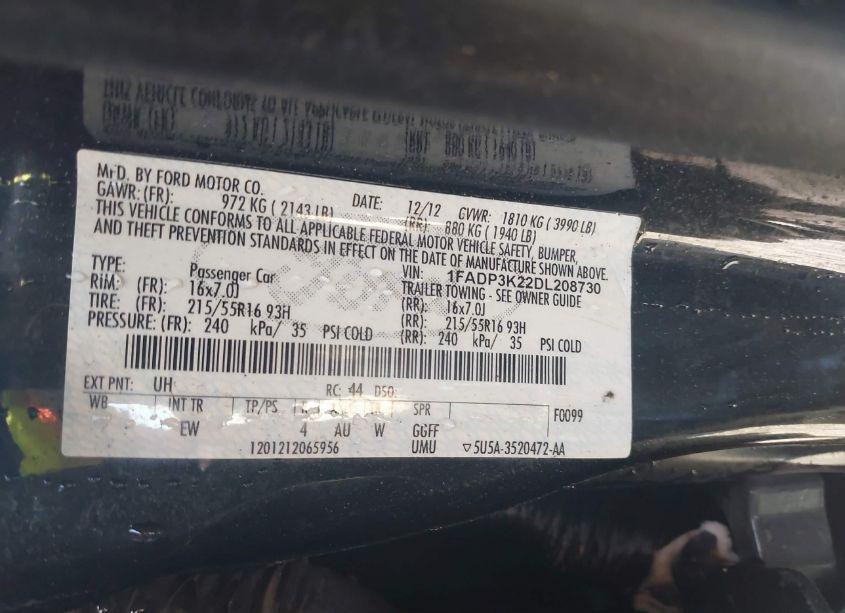 MFD. BY FORD MOTOR CO. DATE: 12/12 GVWR: 1810 KG ( 3990 LB)
GAWR: (FR): 972 KG ( 2143 LB) (RR): 880 KG ( 1940 LB)
THIS VEHICLE CONFORMS TO ALL APPLICABLE FEDERAL MOTOR VEHICLE SAFETY, BUMPER,
AND THEFT PREVENTION STANDARDS IN EFFECT ON THE DATE OF MANUFACTURE SHOWN ABOVE.
VIN: 1FADP3K22DL208730
TYPE: Passenger Car TRAILER TOWING - SEE OWNER GUIDE
RIM: (FR): 16x7.0J (RR): 16x7.0J
TIRE: (FR): 215/55R16 93H (RR): 215/55R16 93H
PRESSURE: (FR): 240 kPa/ 35 PSI COLD (RR): 240 kPa/ 35 PSI COLD
EXT PNT: UH RC: 44 DSO:
WB INT TR TP/PS R SPR F0099
EW 4 AU W GGFF
1201212065956 UMU ▽5U5A-3520472-AA